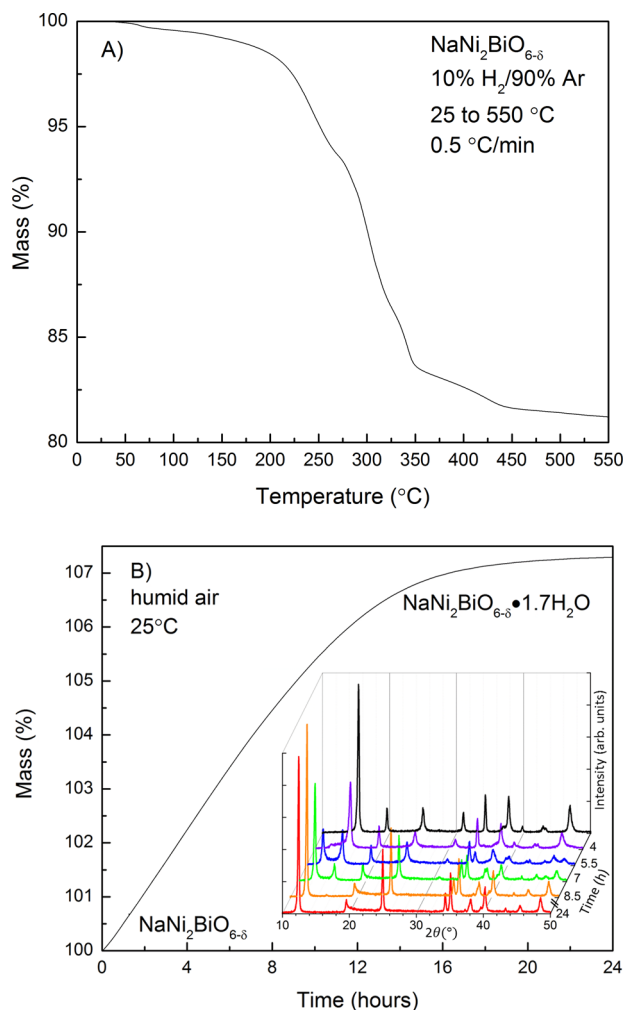 A)
NaNi₂BiO₆₋δ
10% H₂/90% Ar
25 to 550 °C
0.5 °C/min
100
95
90
85
80
Mass (%)
0 25 50 75 100 150 200 250 300 350 400 450 500 550
Temperature (°C)
B)
humid air
25°C
NaNi₂BiO₆₋δ•1.7H₂O
NaNi₂BiO₆₋δ
107
106
105
104
103
102
101
100
Mass (%)
Intensity (arb. units)
4
5.5
7
8.5
24
Time (h)
10 20 30 40 50
2θ(°)
0 4 8 12 16 20 24
Time (hours)